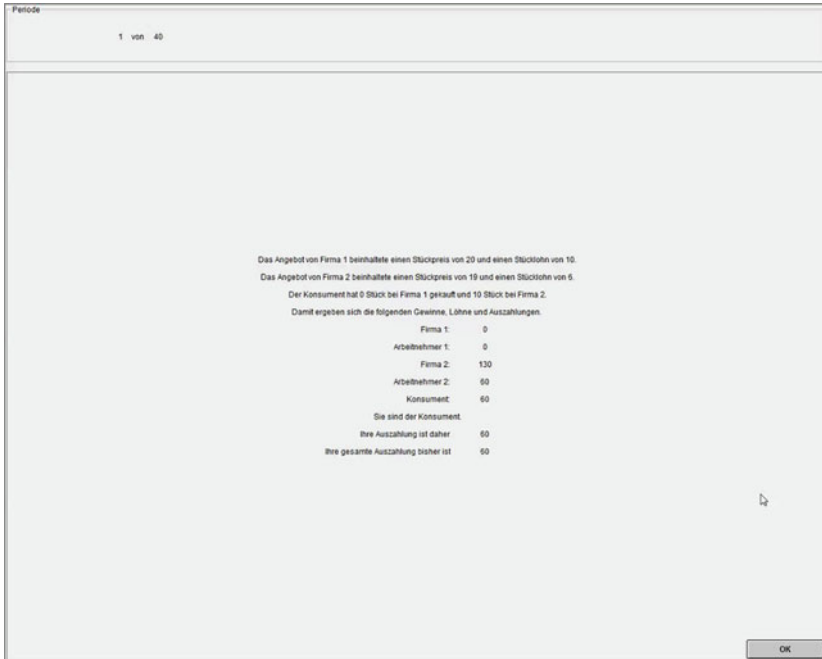 Periode
1 von 40
Das Angebot von Firma 1 beinhaltete einen Stückpreis von 20 und einen Stücklohn von 10.
Das Angebot von Firma 2 beinhaltete einen Stückpreis von 19 und einen Stücklohn von 6.
Der Konsument hat 0 Stück bei Firma 1 gekauft und 10 Stück bei Firma 2.
Damit ergeben sich die folgenden Gewinne, Löhne und Auszahlungen.
Firma 1: 0
Arbeitnehmer 1: 0
Firma 2: 130
Arbeitnehmer 2: 60
Konsument: 60
Sie sind der Konsument.
Ihre Auszahlung ist daher 60
Ihre gesamte Auszahlung bisher ist 60
OK